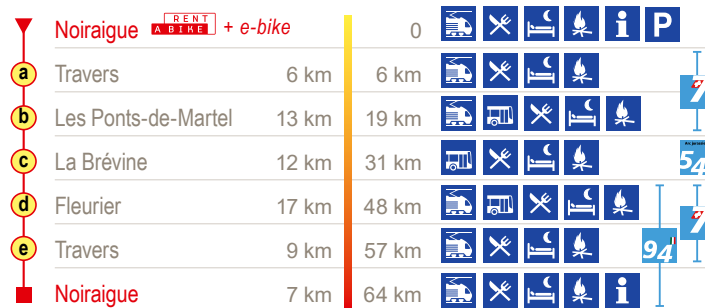 Noiraigue RENT A BIKE + e-bike 0 i P
a Travers 6 km 6 km
7
b Les Ponts-de-Martel 13 km 19 km
c La Brévine 12 km 31 km
54
d Fleurier 17 km 48 km
7
e Travers 9 km 57 km
94
Noiraigue 7 km 64 km i